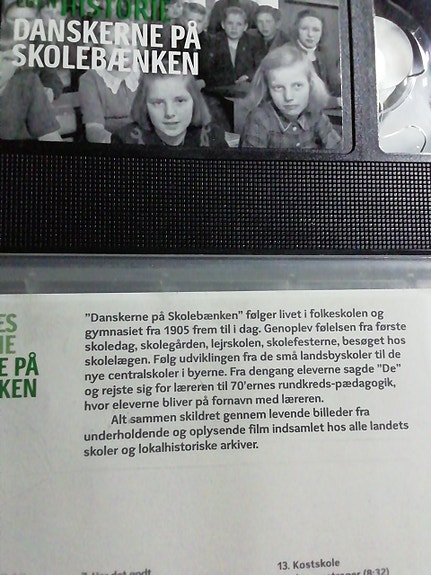 HISTORIE
DANSKERNE PÅ
SKOLEBÆNKEN
ES
IE
E PÅ
KEN
"Danskerne på Skolebænken" følger livet i folkeskolen og
gymnasiet fra 1905 frem til i dag. Genoplev følelsen fra første
skoledag, skolegården, lejrskolen, skolefesterne, besøget hos
skolelægen. Følg udviklingen fra de små landsbyskoler til de
nye centralskoler i byerne. Fra dengang eleverne sagde "De"
og rejste sig for læreren til 70'ernes rundkreds-pædagogik,
hvor eleverne bliver på fornavn med læreren.
Alt sammen skildret gennem levende billeder fra
underholdende og oplysende film indsamlet hos alle landets
skoler og lokalhistoriske arkiver.
13. Kostskole
(8:32)